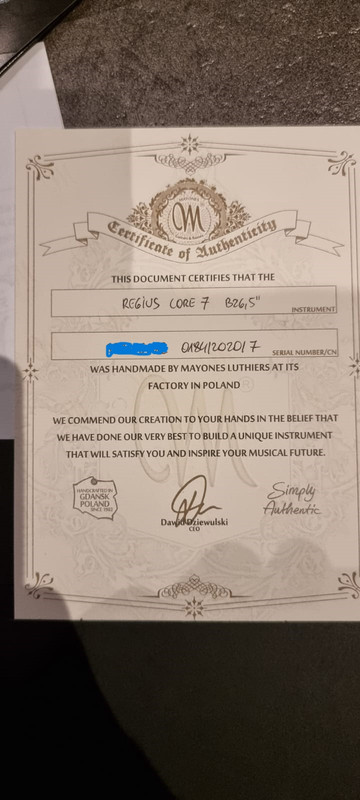 M
Certificate of Authenticity
THIS DOCUMENT CERTIFIES THAT THE
REGIUS CORE 7 B26,5"
INSTRUMENT
0184/2020/7
SERIAL NUMBER/CN
WAS HANDMADE BY MAYONES LUTHIERS AT ITS
FACTORY IN POLAND
WE COMMEND OUR CREATION TO YOUR HANDS IN THE BELIEF THAT
WE HAVE DONE OUR VERY BEST TO BUILD A UNIQUE INSTRUMENT
THAT WILL SATISFY YOU AND INSPIRE YOUR MUSICAL FUTURE.
HANDCRAFTED IN
GDANSK
POLAND
SINCE 1982
Dawid Dziewulski
CEO
Simply
Authentic